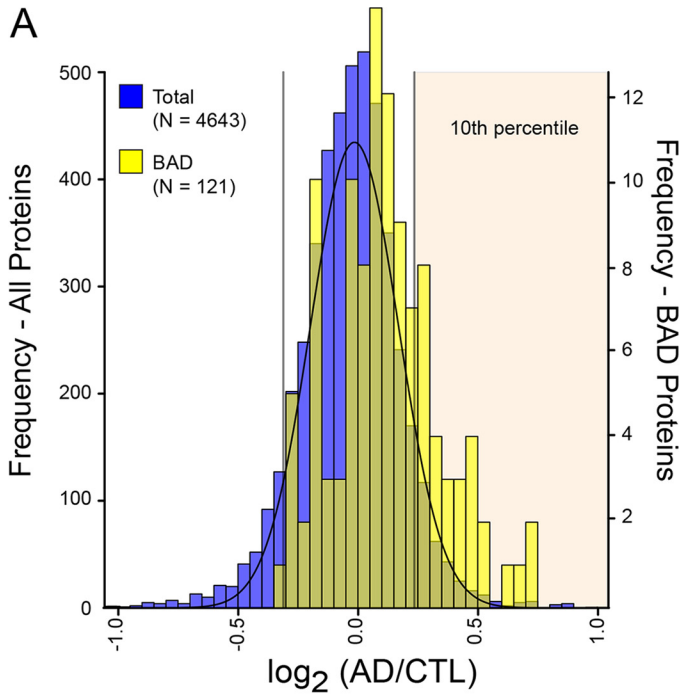 A
Total
(N = 4643)
BAD
(N = 121)
10th percentile
Frequency - All Proteins
500
400
300
200
100
0
Frequency - BAD Proteins
12
10
8
6
4
2
-1.0
-0.5
0.0
0.5
1.0
log2 (AD/CTL)